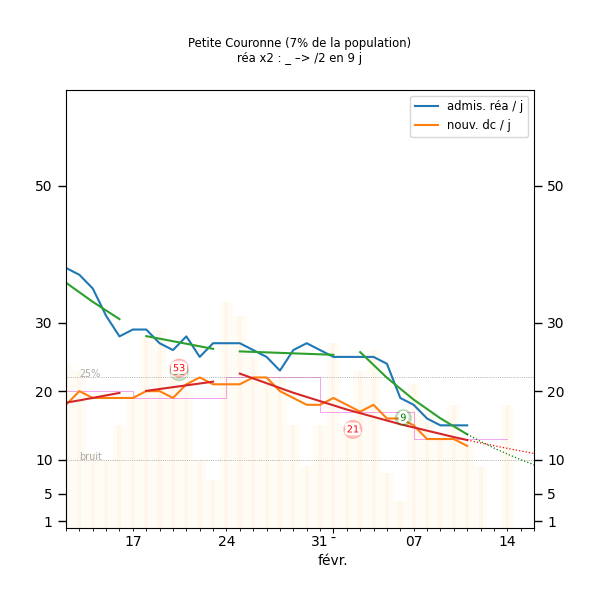 Petite Couronne (7% de la population)
réa x2 : _ –> /2 en 9 j
admis. réa / j
nouv. dc / j
50 50
30 30
53
25%
20 20
9
21
bruit
10 10
5 5
1 1
17 24 31 - 07 14
févr.